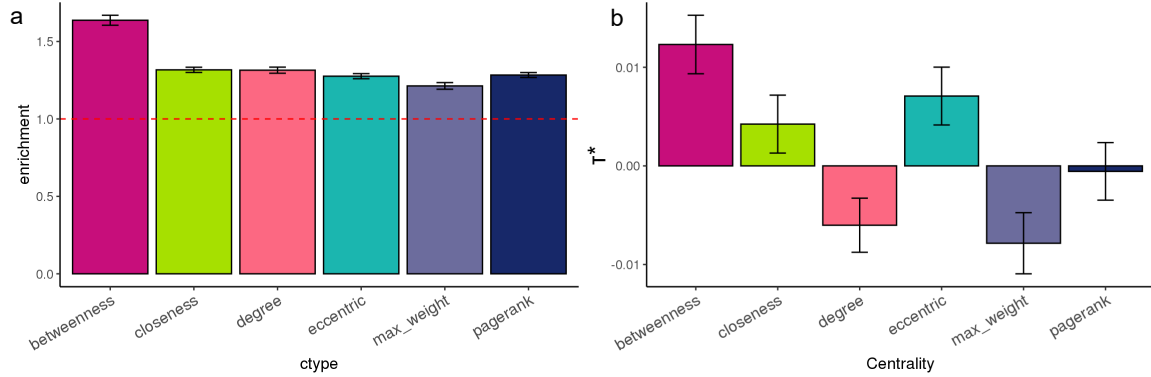 a
enrichment
1.5
1.0
0.5
0.0
betweenness
closeness
degree
eccentric
max_weight
pagerank
ctype
b
T*
0.01
0.00
-0.01
betweenness
closeness
degree
eccentric
max_weight
pagerank
Centrality